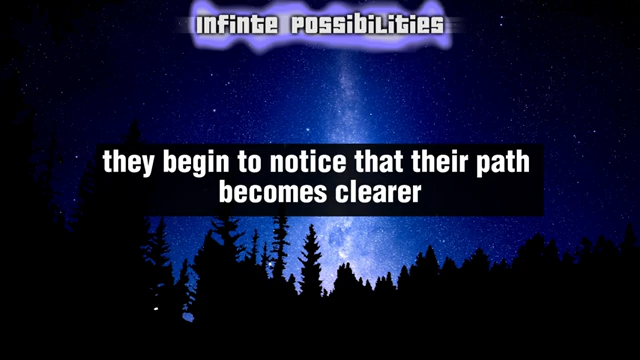 Infinte Possibilities
they begin to notice that their path
becomes clearer